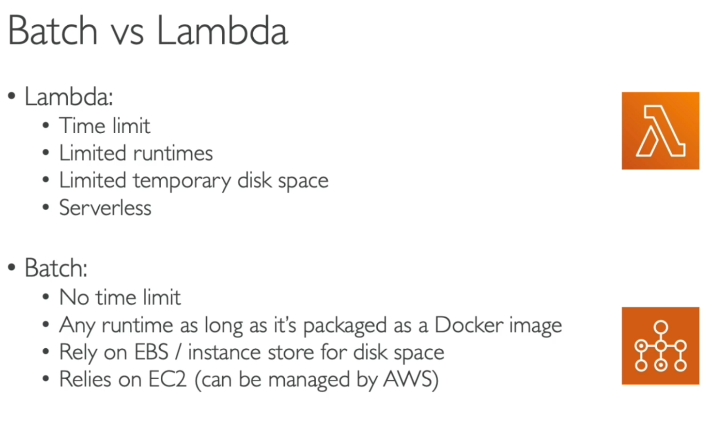 Batch vs Lambda
• Lambda:
• Time limit
• Limited runtimes
• Limited temporary disk space
• Serverless
• Batch:
• No time limit
• Any runtime as long as it's packaged as a Docker image
• Rely on EBS / instance store for disk space
• Relies on EC2 (can be managed by AWS)